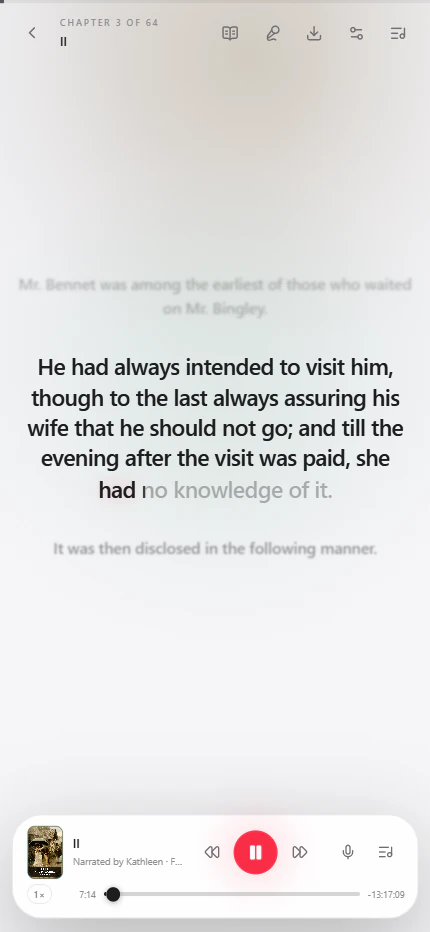 CHAPTER 3 OF 64
II
Mr. Bennet was among the earliest of those who waited
on Mr. Bingley.
He had always intended to visit him,
though to the last always assuring his
wife that he should not go; and till the
evening after the visit was paid, she
had no knowledge of it.
It was then disclosed in the following manner.
II
Narrated by Kathleen · F...
1×
7:14
-13:17:09